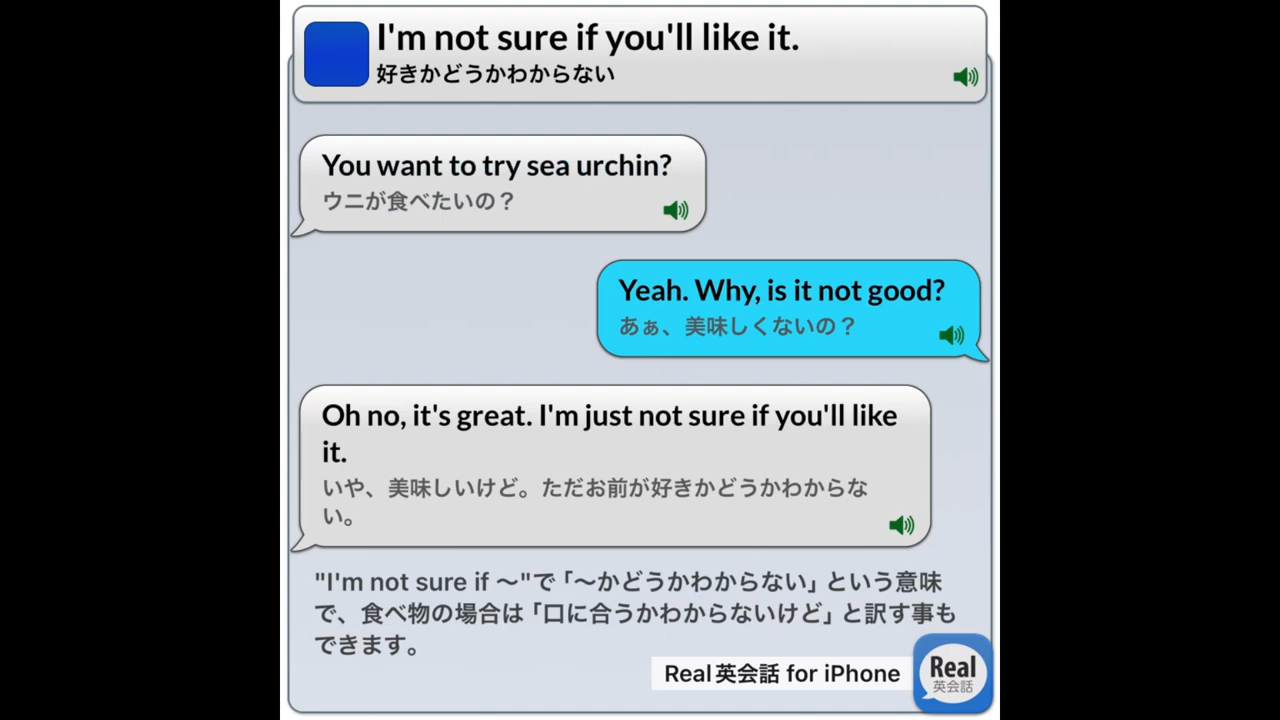 I'm not sure if you'll like it.
好きかどうかわからない
You want to try sea urchin?
ウニが食べたいの？
Yeah. Why, is it not good?
あぁ、美味しくないの？
Oh no, it's great. I'm just not sure if you'll like
it.
いや、美味しいけど。ただお前が好きかどうかわからな
い。
"I'm not sure if 〜"で「〜かどうかわからない」という意味
で、食べ物の場合は「口に合うかわからないけど」と訳す事も
できます。
Real英会話 for iPhone
Real
英会話